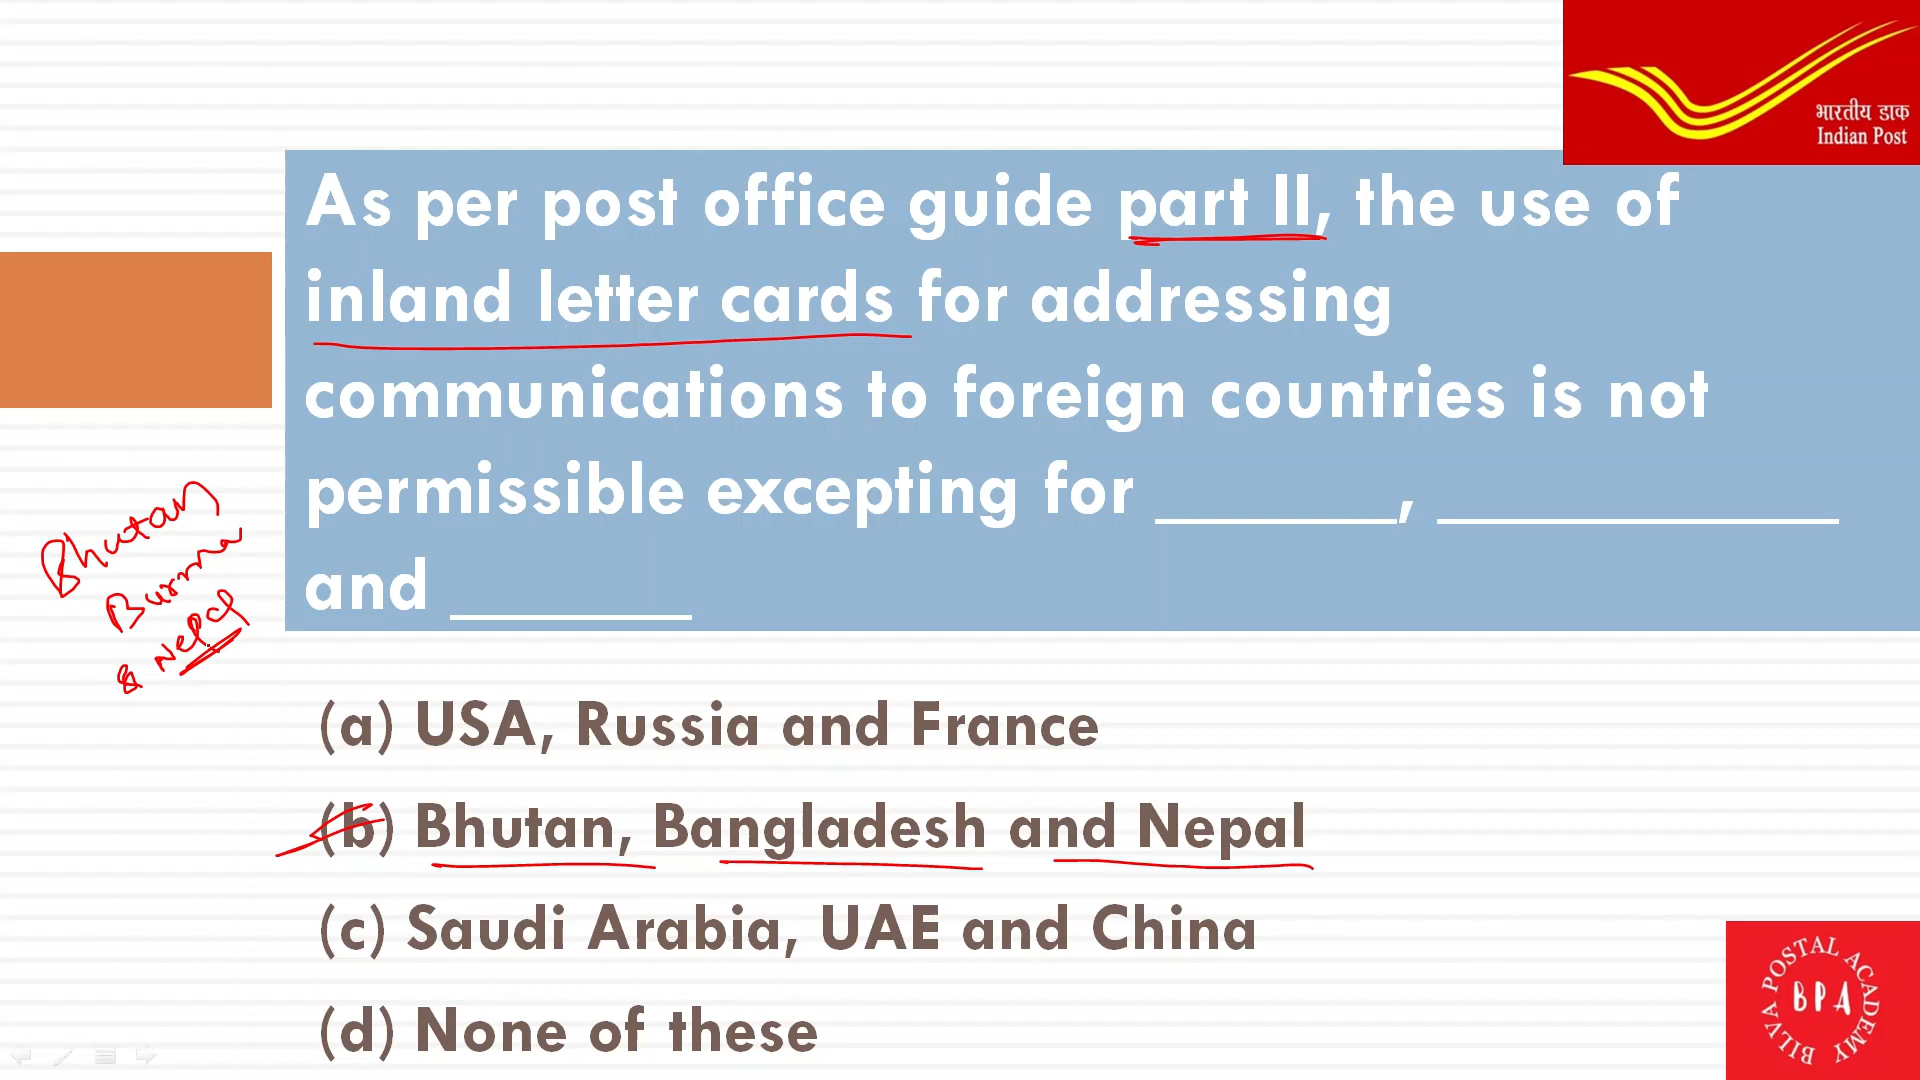 भारतीय डाक
Indian Post
As per post office guide part II, the use of
inland letter cards for addressing
communications to foreign countries is not
permissible excepting for ______, __________
and ______
Bhutan
Burma
& Nepal
(a) USA, Russia and France
(b) Bhutan, Bangladesh and Nepal
(c) Saudi Arabia, UAE and China
(d) None of these
BILVA POSTAL ACADEMY
BPA